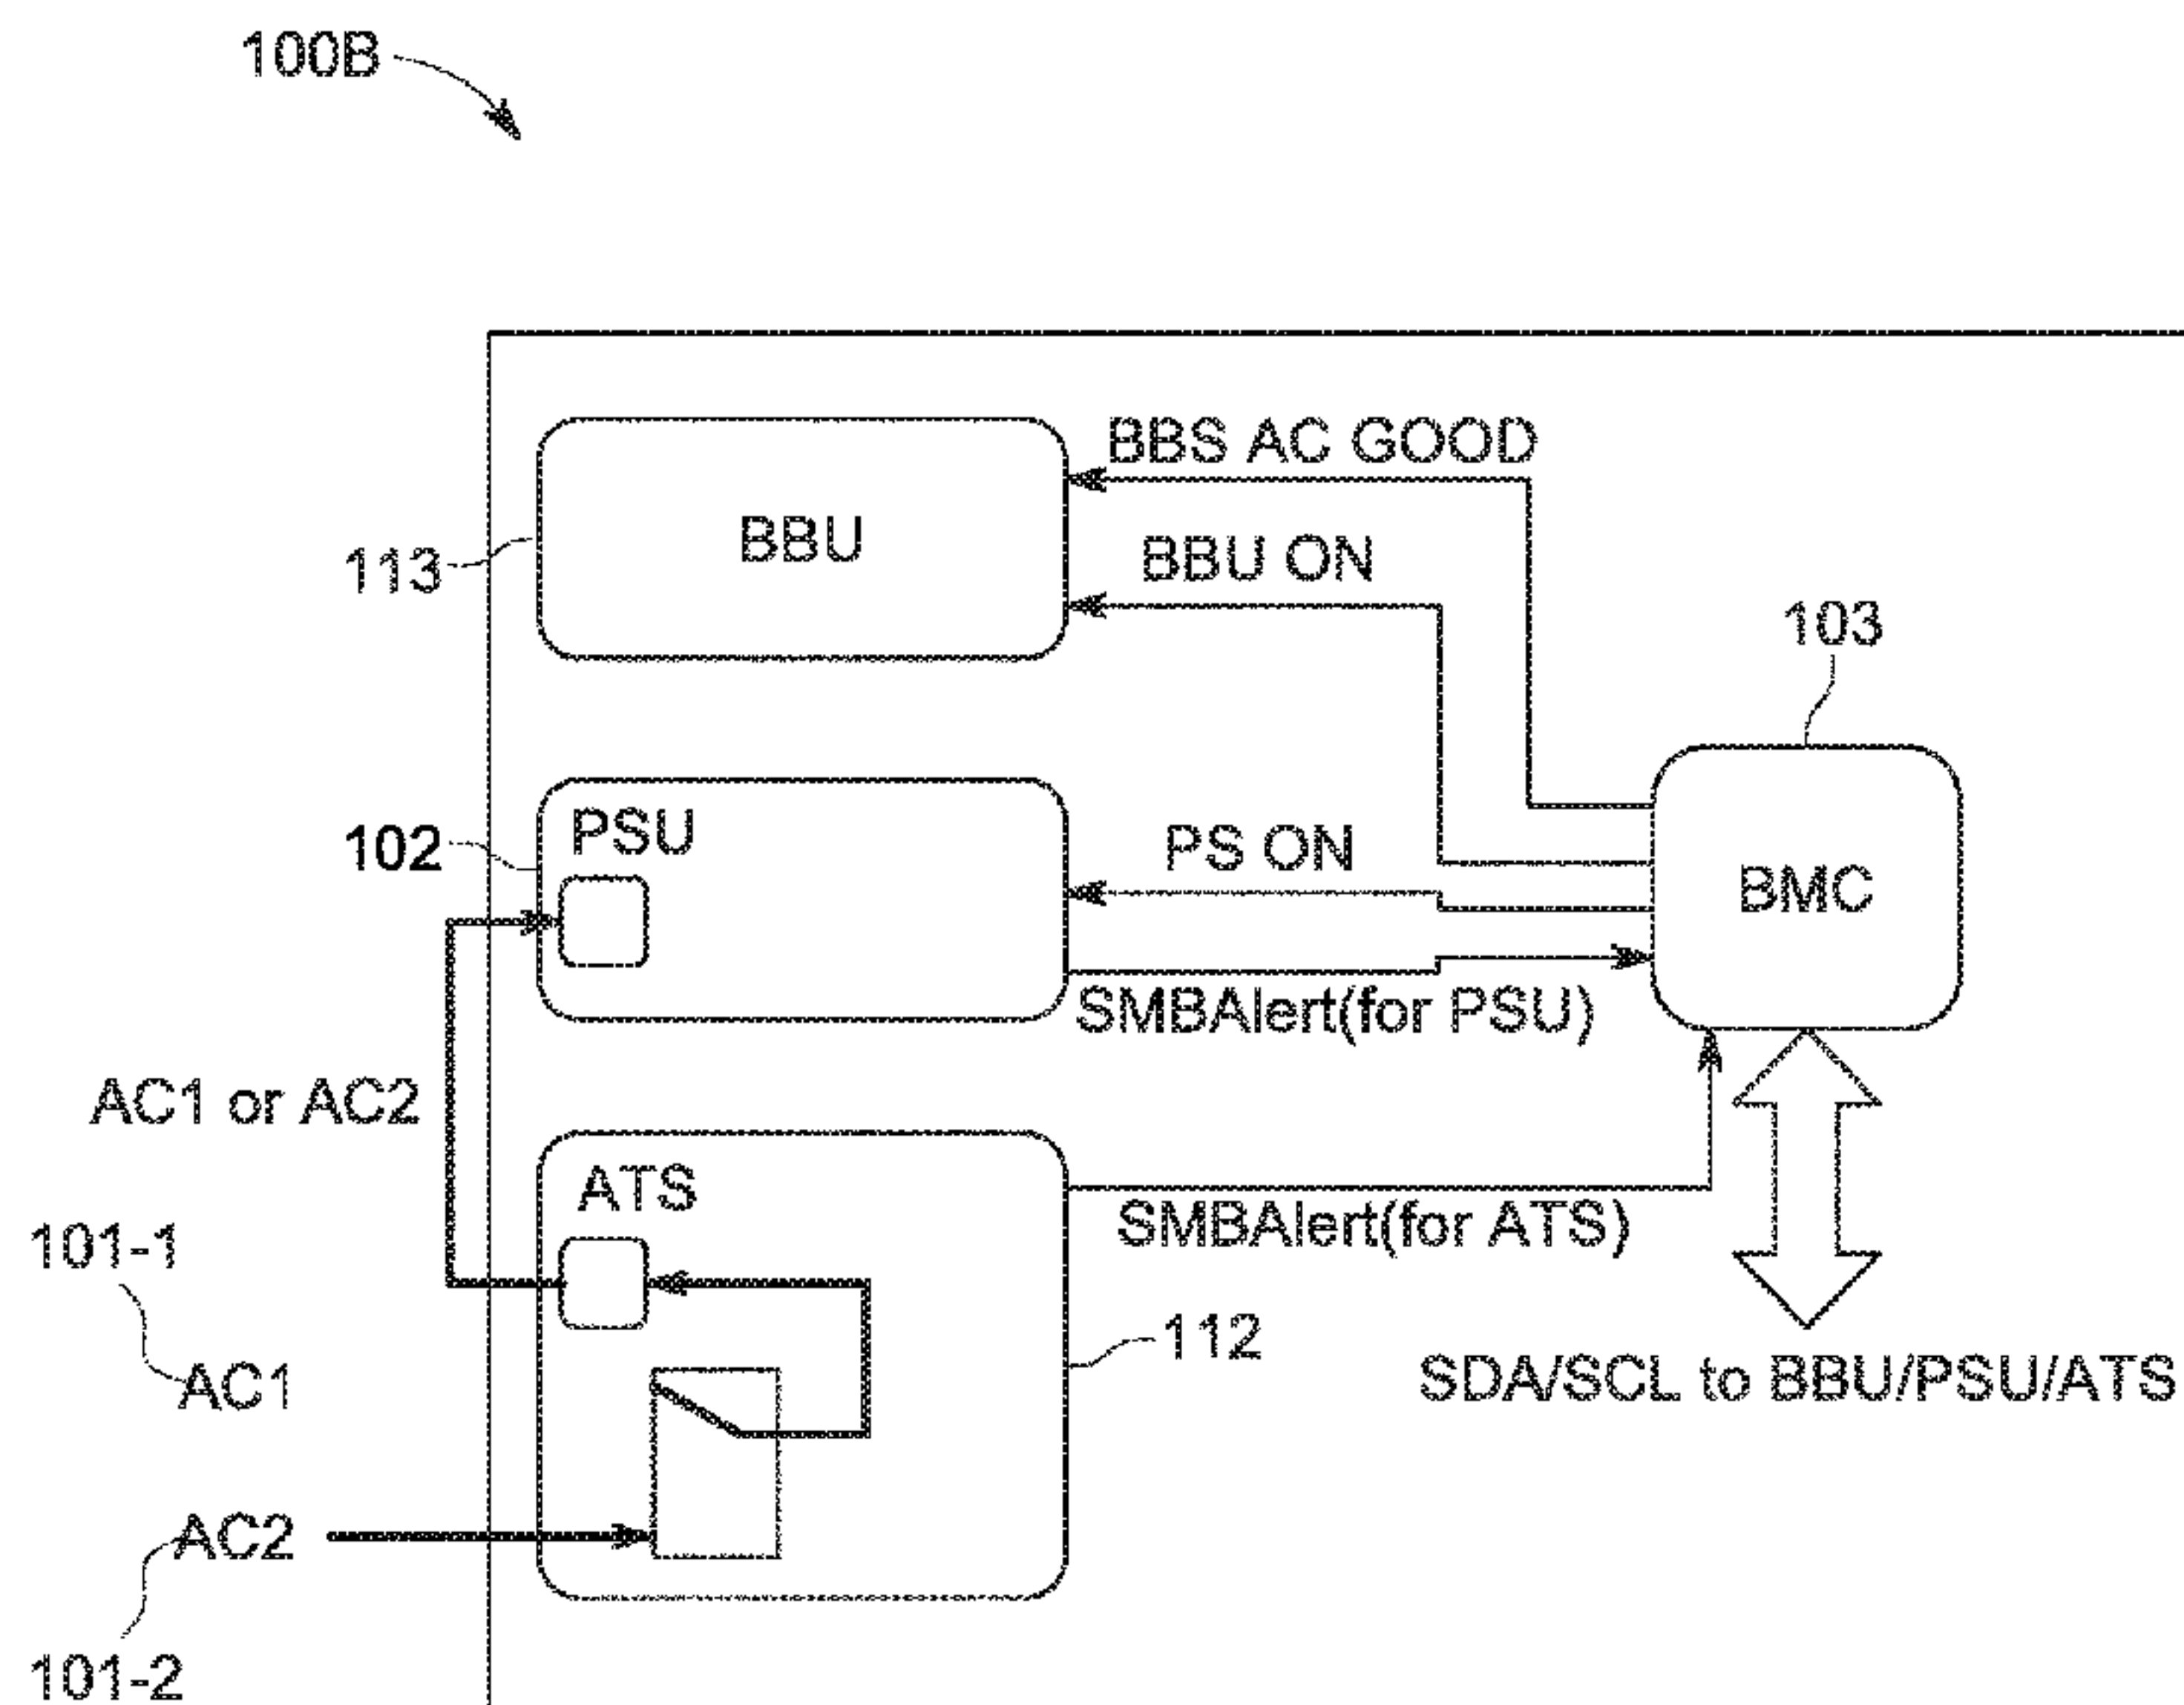 100B
BBS AC GOOD
BBU
BBU ON
113
103
PSU
102
PS ON
BMC
SMBAlert(for PSU)
AC1 or AC2
ATS
SMBAlert(for ATS)
101-1
112
AC1
SDA/SCL to BBU/PSU/ATS
AC2
101-2